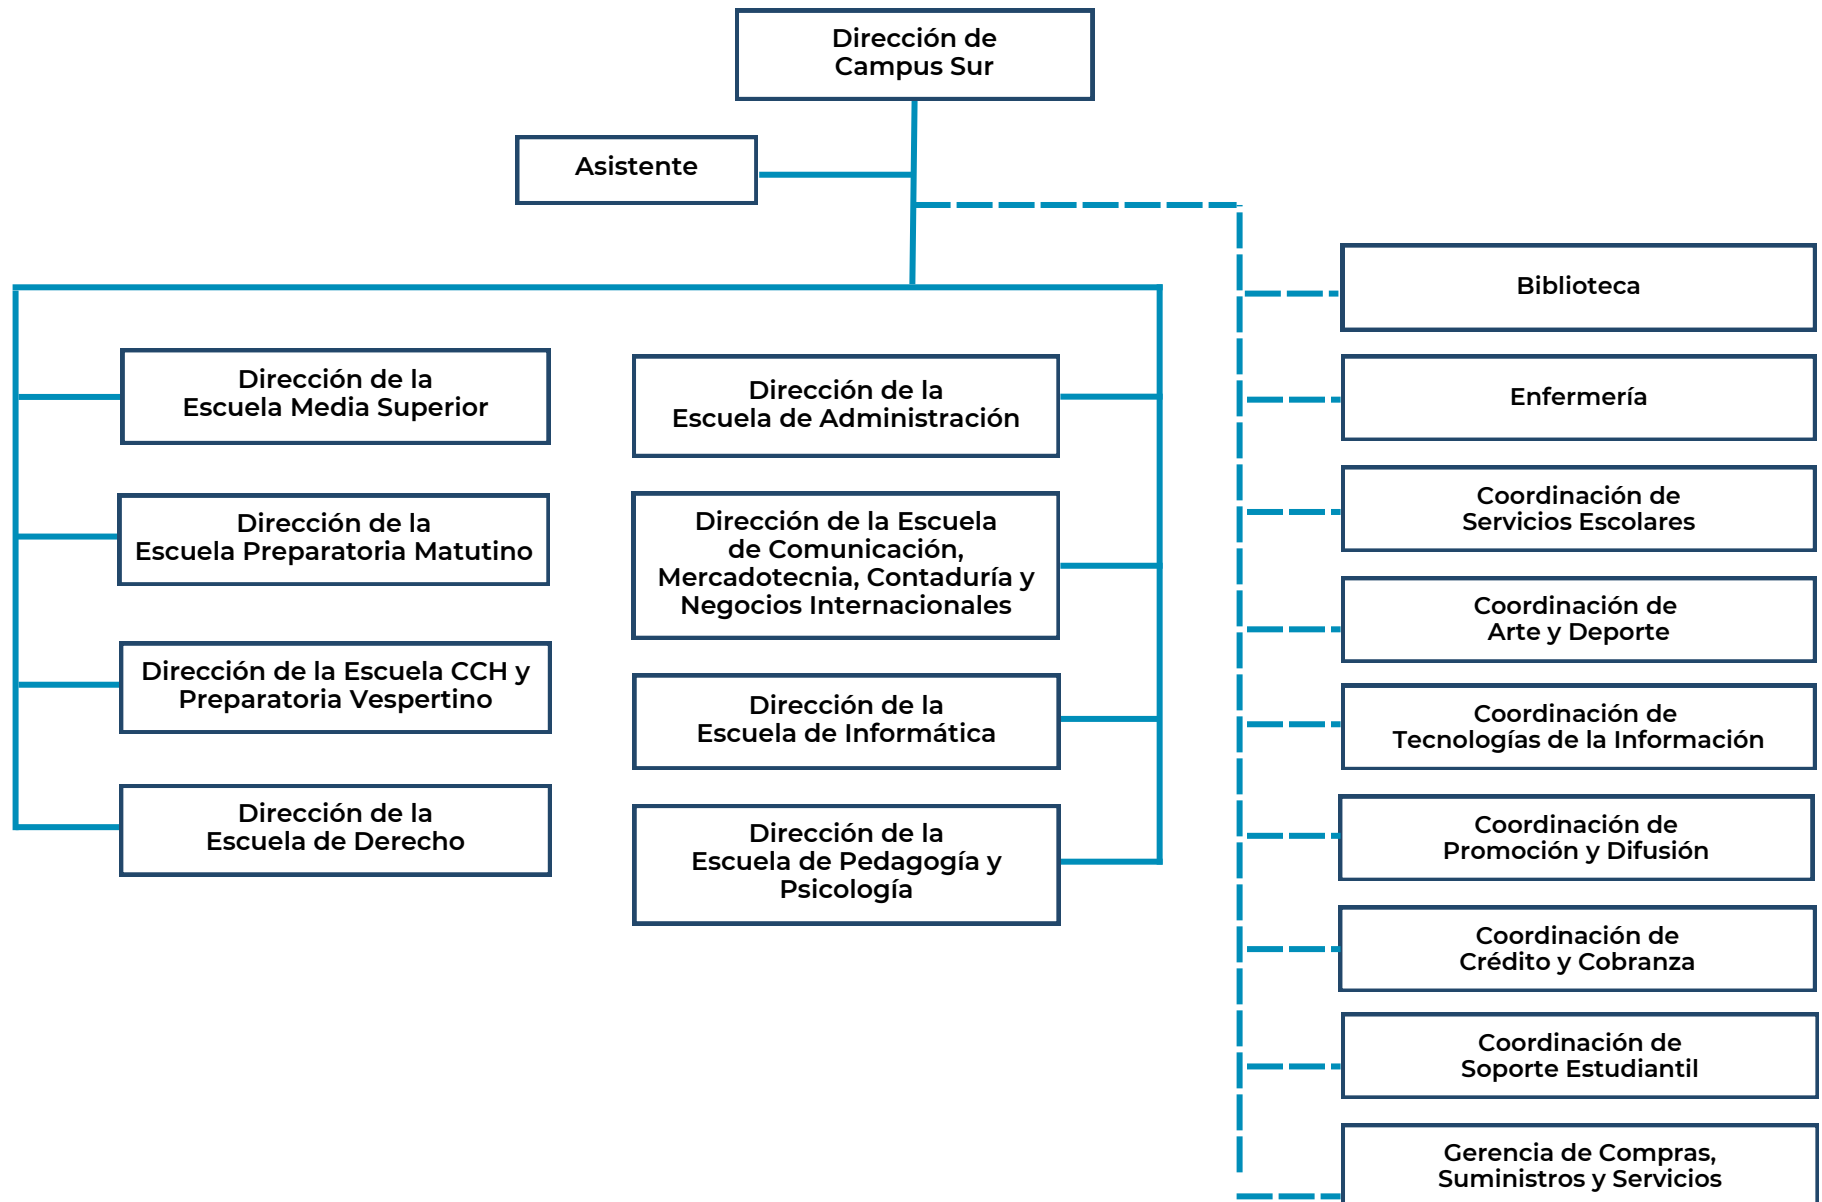 Dirección de
Campus Sur
Asistente
Dirección de la
Escuela Media Superior
Dirección de la
Escuela Preparatoria Matutino
Dirección de la Escuela CCH y
Preparatoria Vespertino
Dirección de la
Escuela de Derecho
Dirección de la
Escuela de Administración
Dirección de la Escuela
de Comunicación,
Mercadotecnia, Contaduría y
Negocios Internacionales
Dirección de la
Escuela de Informática
Dirección de la
Escuela de Pedagogía y
Psicología
Biblioteca
Enfermería
Coordinación de
Servicios Escolares
Coordinación de
Arte y Deporte
Coordinación de
Tecnologías de la Información
Coordinación de
Promoción y Difusión
Coordinación de
Crédito y Cobranza
Coordinación de
Soporte Estudiantil
Gerencia de Compras,
Suministros y Servicios